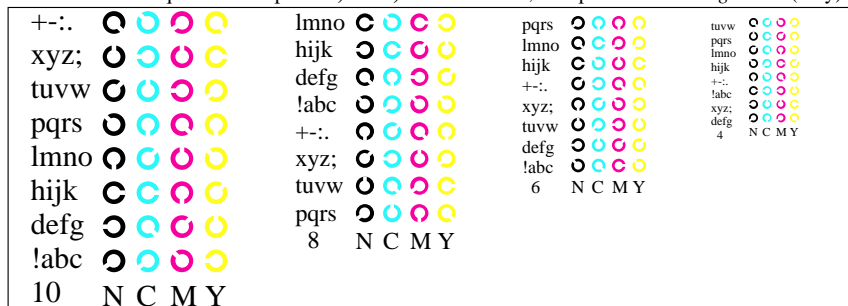 +-:.
xyz;
tuvw
pqrs
lmno
hijk
defg
!abc
10 N C M Y
lmno
hijk
defg
!abc
+-:.
xyz;
tuvw
pqrs
8 N C M Y
pqrs
lmno
hijk
+-:.
xyz;
tuvw
defg
!abc
6 N C M Y
tuvw
pqrs
lmno
hijk
+-:.
!abc
xyz;
defg
4 N C M Y